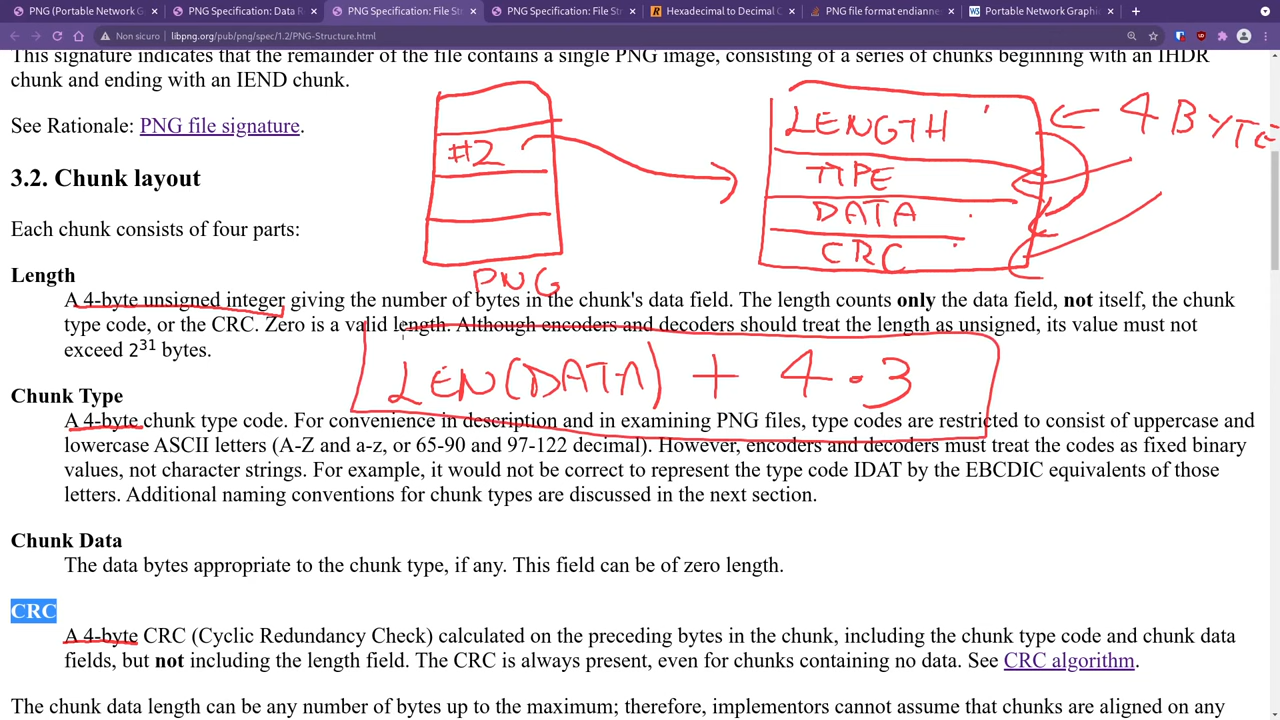 PNG (Portable Network G
PNG Specification: Data R
PNG Specification: File St
PNG Specification: File St
Hexadecimal to Decimal C
PNG file format endiannes
Portable Network Graphic
Non sicuro
libpng.org/pub/png/spec/1.2/PNG-Structure.html
This signature indicates that the remainder of the file contains a single PNG image, consisting of a series of chunks beginning with an IHDR
chunk and ending with an IEND chunk.
LENGTH
4 BYTE
See Rationale: PNG file signature.
#2
TYPE
3.2. Chunk layout
DATA
Each chunk consists of four parts:
CRC
PNG
Length
A 4-byte unsigned integer giving the number of bytes in the chunk's data field. The length counts only the data field, not itself, the chunk
type code, or the CRC. Zero is a valid length. Although encoders and decoders should treat the length as unsigned, its value must not
exceed 2^31 bytes.
LEN(DATA) + 4 · 3
Chunk Type
A 4-byte chunk type code. For convenience in description and in examining PNG files, type codes are restricted to consist of uppercase and
lowercase ASCII letters (A-Z and a-z, or 65-90 and 97-122 decimal). However, encoders and decoders must treat the codes as fixed binary
values, not character strings. For example, it would not be correct to represent the type code IDAT by the EBCDIC equivalents of those
letters. Additional naming conventions for chunk types are discussed in the next section.
Chunk Data
The data bytes appropriate to the chunk type, if any. This field can be of zero length.
CRC
A 4-byte CRC (Cyclic Redundancy Check) calculated on the preceding bytes in the chunk, including the chunk type code and chunk data
fields, but not including the length field. The CRC is always present, even for chunks containing no data. See CRC algorithm.
The chunk data length can be any number of bytes up to the maximum; therefore, implementors cannot assume that chunks are aligned on any